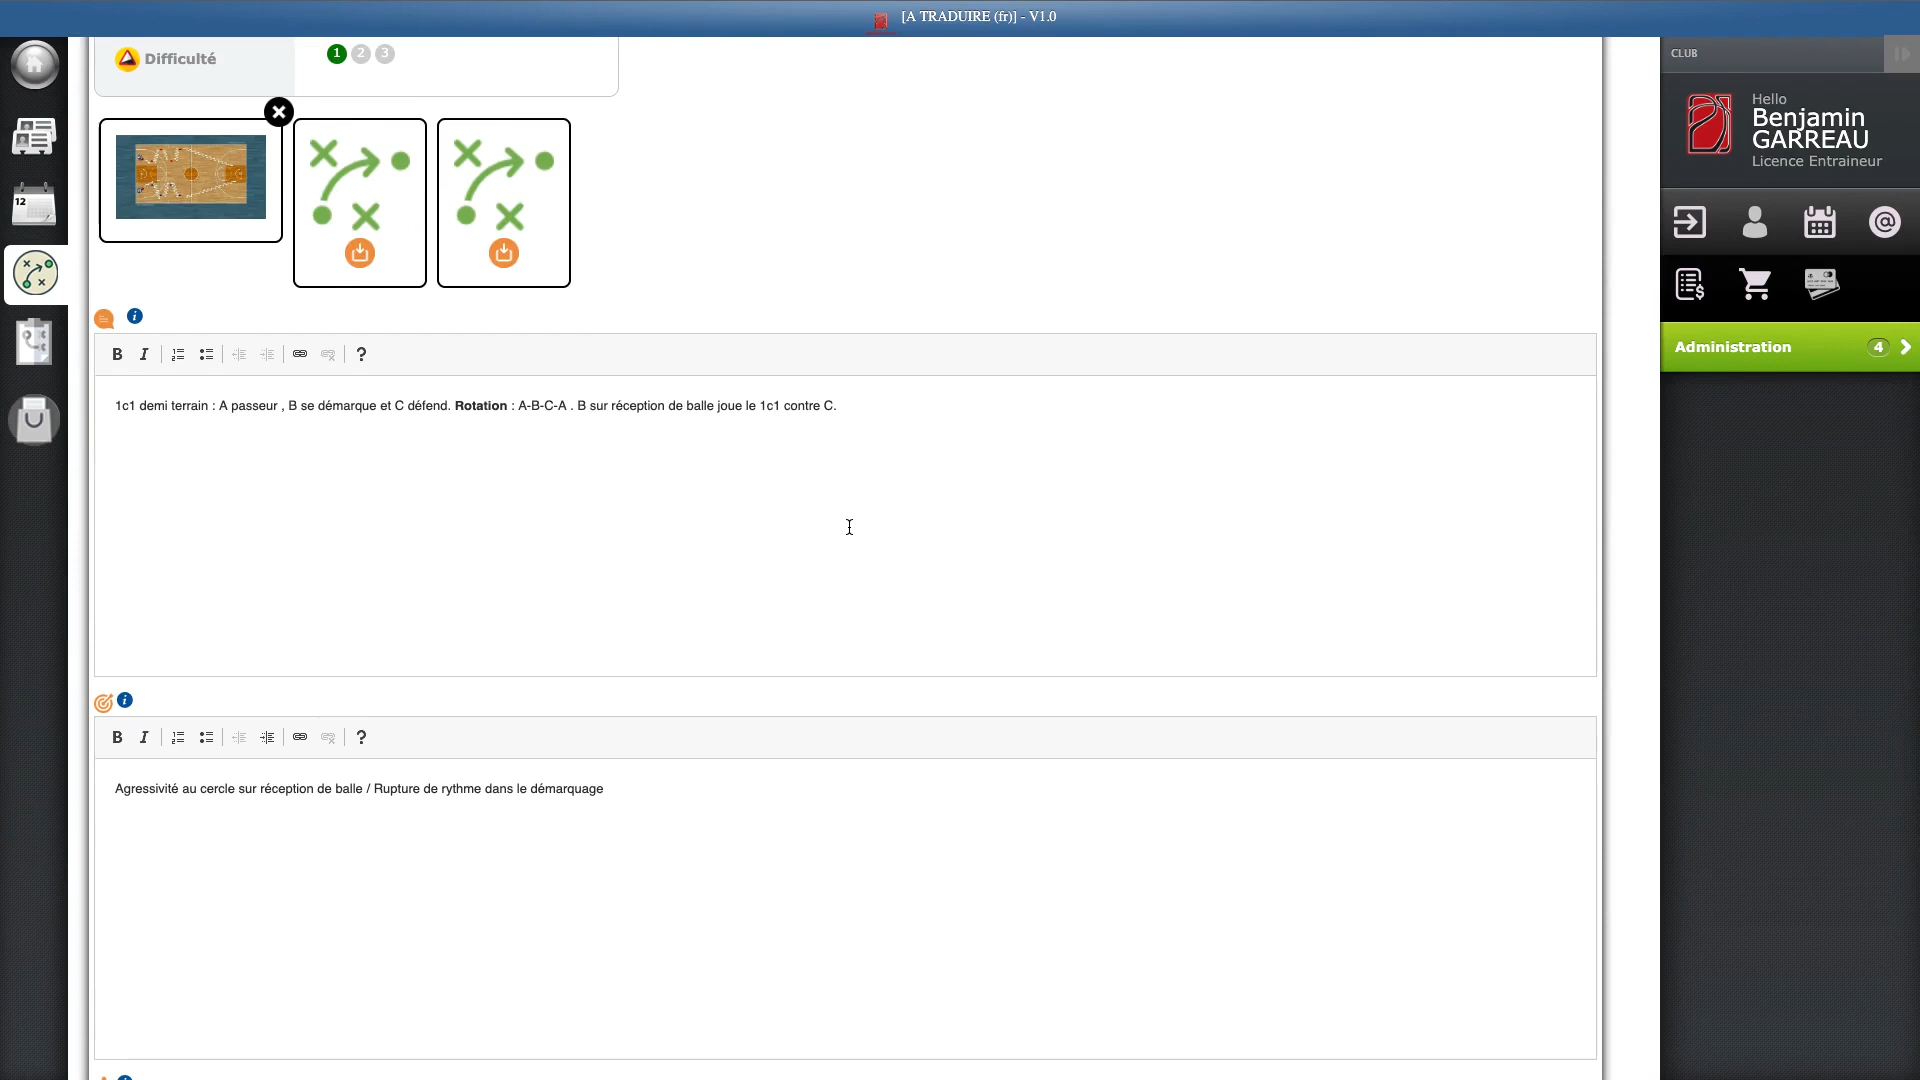 [A TRADUIRE (fr)] - V1.0
CLUB
Difficulté
1 2 3
Hello
Benjamin
GARREAU
Licence Entraineur
12
Administration 4
B I ?
1c1 demi terrain : A passeur , B se démarque et C défend. Rotation : A-B-C-A . B sur réception de balle joue le 1c1 contre C.
B I ?
Agressivité au cercle sur réception de balle / Rupture de rythme dans le démarquage